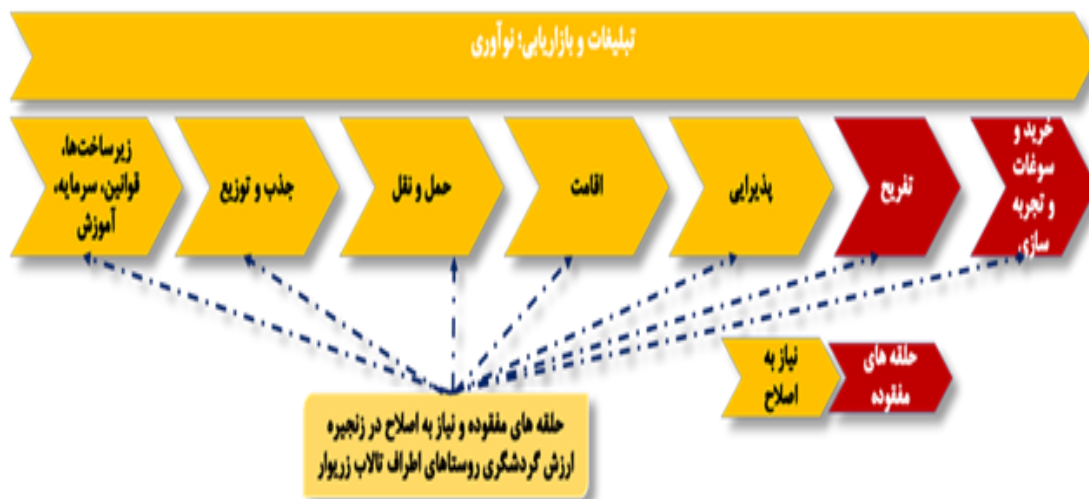 تبلیغات و بازاریابی؛ نوآوری
زیرساخت‌ها،
قوانین، سرمایه،
آموزش
جذب و توزیع
حمل و نقل
اقامت
پذیرایی
تفریح
خرید و
سوغات
و تجربه
سازی
نیاز به
اصلاح
حلقه های
مفقوده
حلقه های مفقوده و نیاز به اصلاح در زنجیره
ارزش گردشگری روستاهای اطراف تالاب زریوار